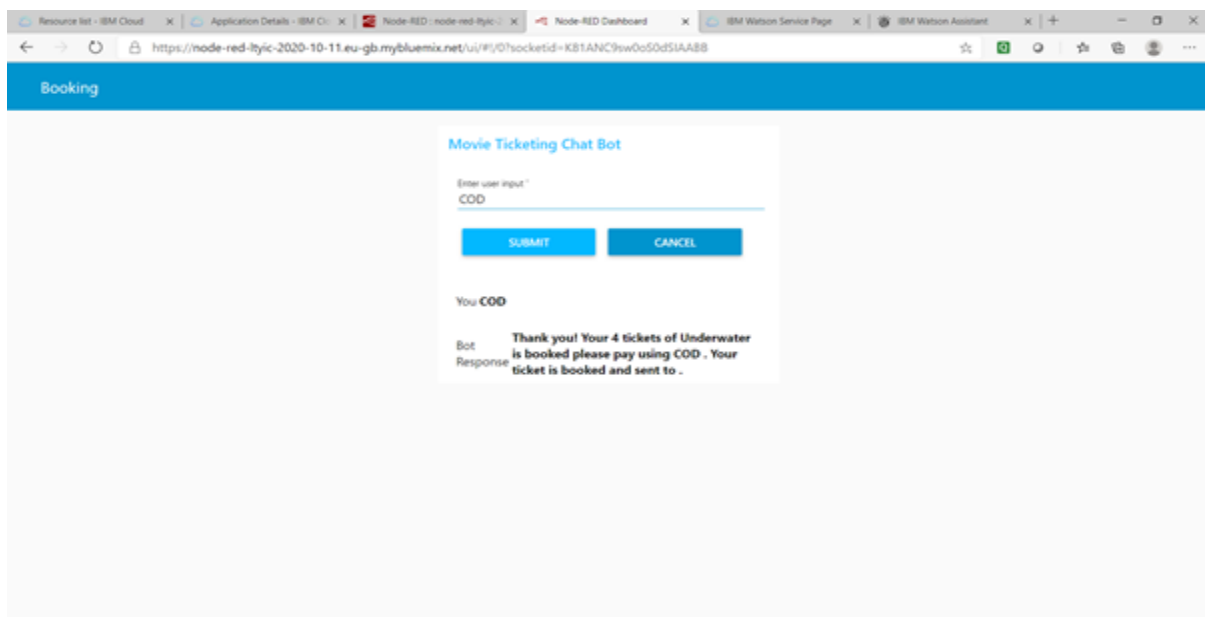 Resource list - IBM Cloud
Application Details - IBM Clo
Node-RED : node-red-ltyic-2
Node-RED Dashboard
IBM Watson Service Page
IBM Watson Assistant
https://node-red-ltyic-2020-10-11.eu-gb.mybluemix.net/ui/#!/0?socketid=
Booking
Movie Ticketing Chat Bot
Enter user input *
COD
SUBMIT CANCEL
You COD
Bot Response
Thank you! Your 4 tickets of Underwater
is booked please pay using COD . Your
ticket is booked and sent to .